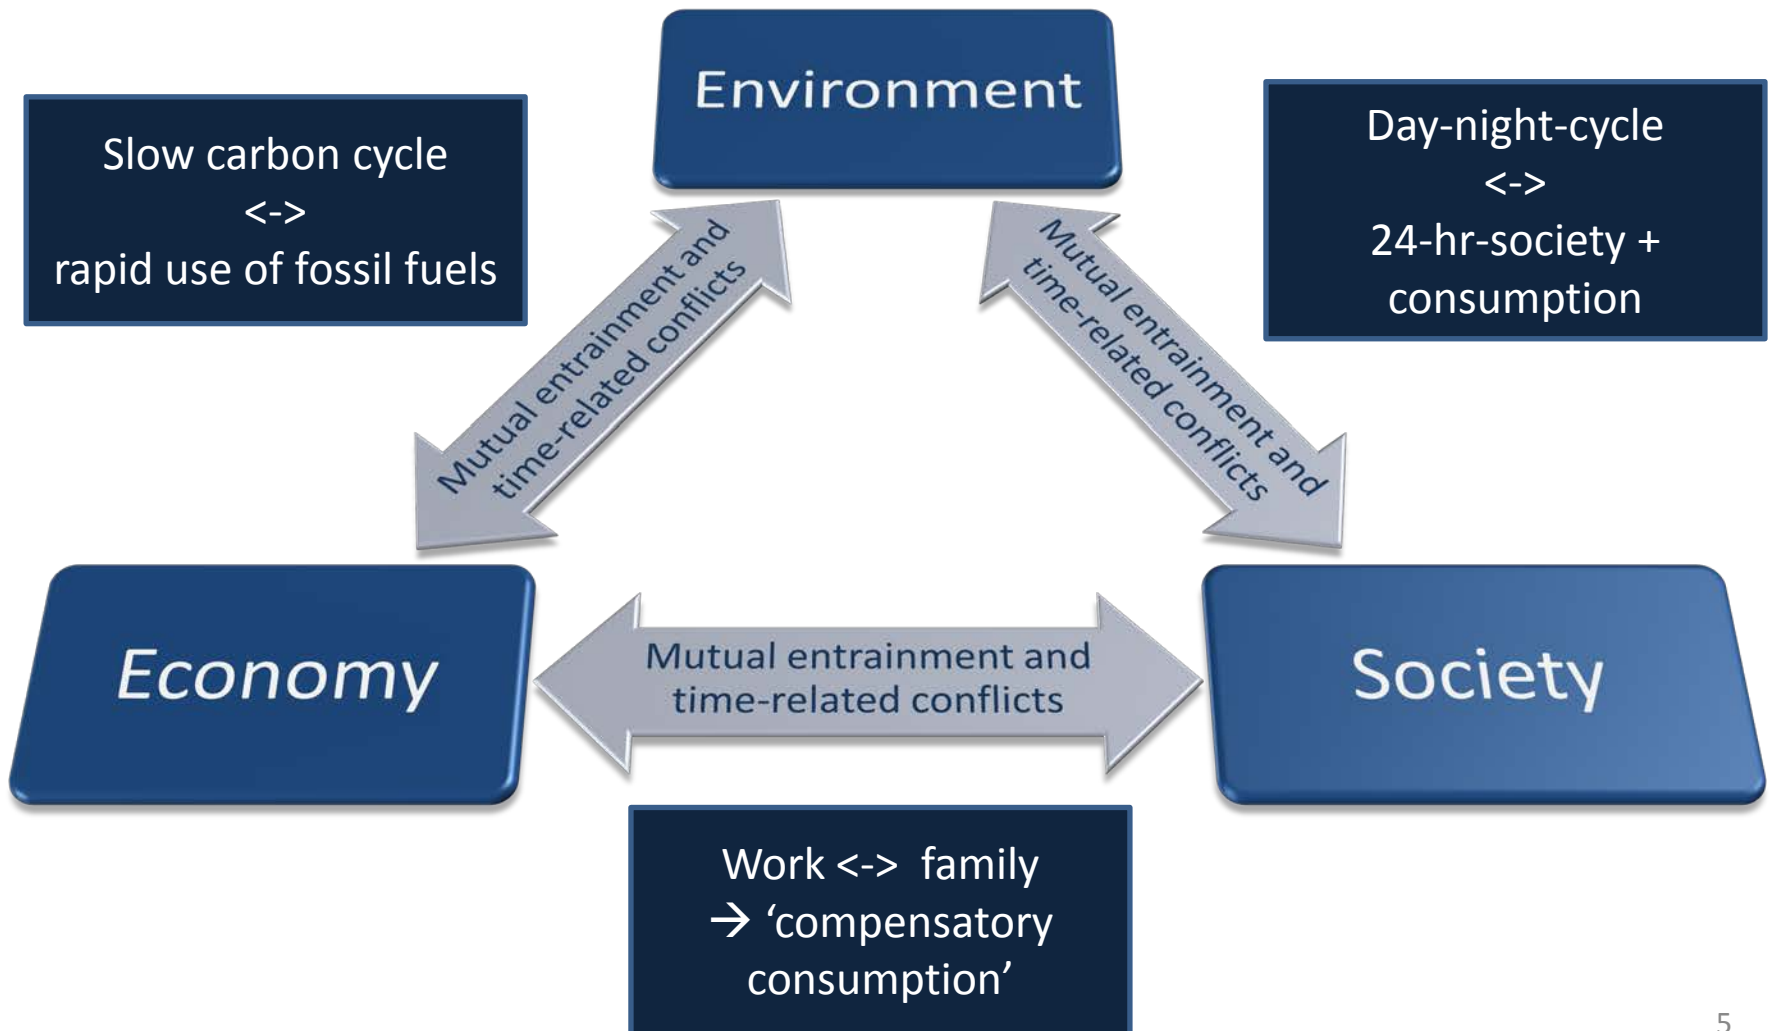 Environment
Slow carbon cycle
<->
rapid use of fossil fuels
Day-night-cycle
<->
24-hr-society +
consumption
Mutual entrainment and
time-related conflicts
Mutual entrainment and
time-related conflicts
Economy
Mutual entrainment and
time-related conflicts
Society
Work <-> family
→ ‘compensatory
consumption’
5